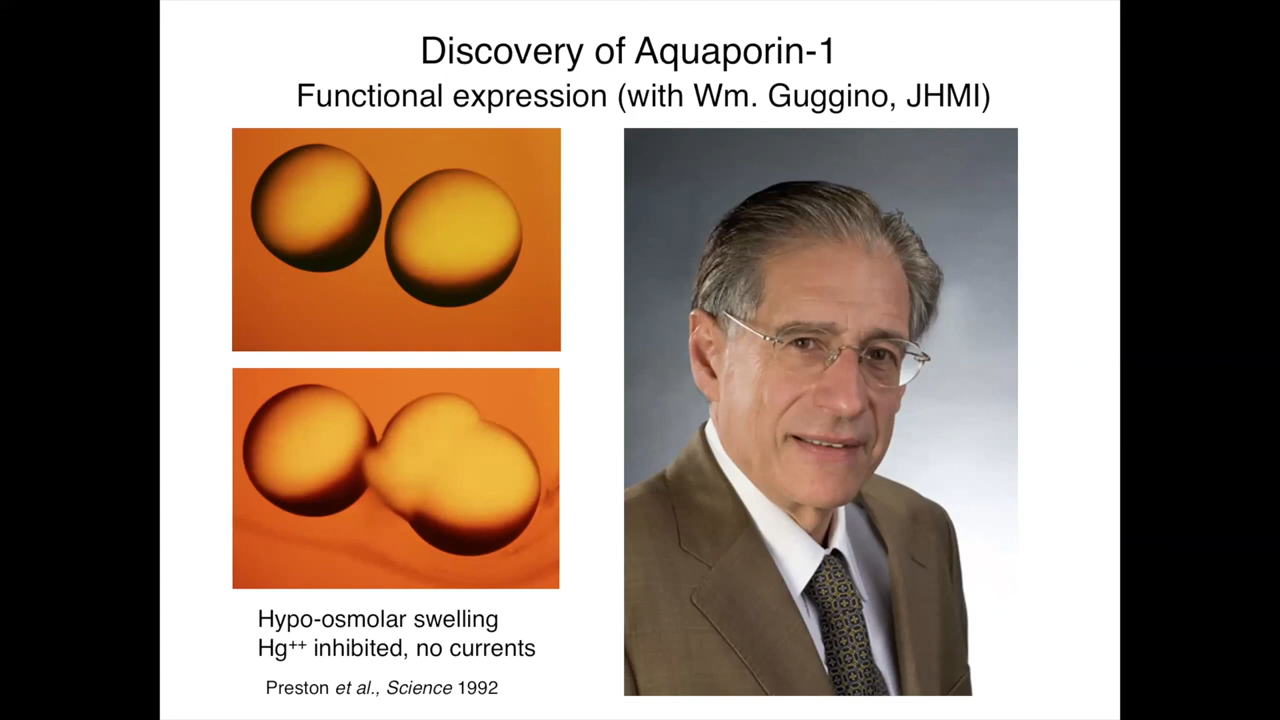 Discovery of Aquaporin-1
Functional expression (with Wm. Guggino, JHMI)
Hypo-osmolar swelling
Hg⁺⁺ inhibited, no currents
Preston et al., Science 1992